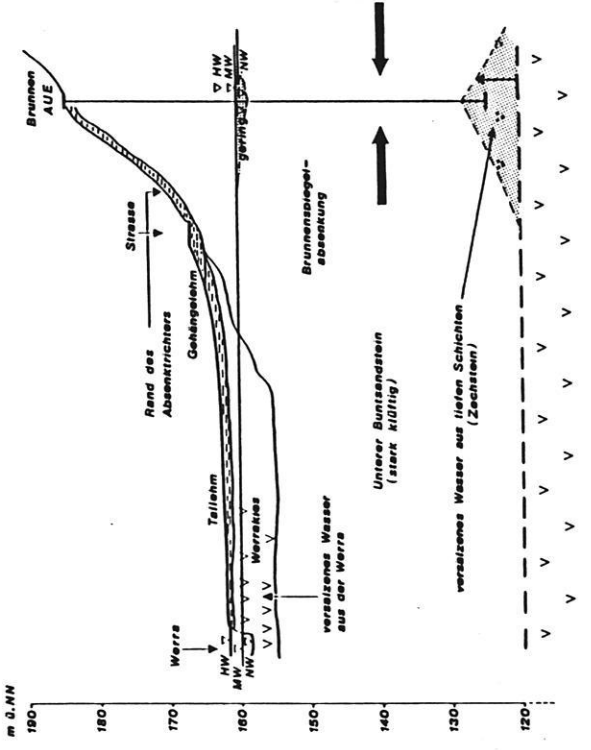 m ü.NN
190
180
170
160
150
140
130
120
Werra
HW
MW
NW
Tallehm
Werrakies
versalzenes Wasser
aus der Werra
Rand des
Absenktrichters
Strasse
Gehängelehm
Brunnen
AUE
HW
MW
NW
gering
Brunnenspiegel-
absenkung
Unterer Buntsandstein
(stark klüftig)
versalzenes Wasser aus tiefen Schichten
(Zechstein)